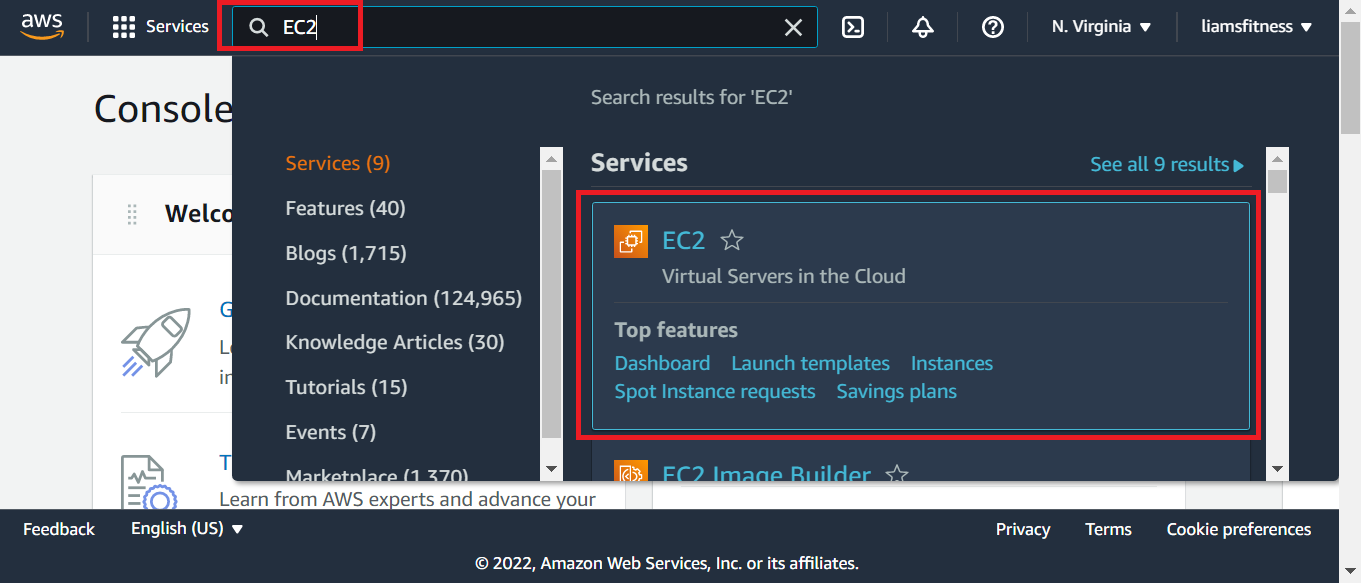 aws
Services
EC2
N. Virginia
liamsfitness
Console
Search results for 'EC2'
Welco
Services (9)
Features (40)
Blogs (1,715)
Documentation (124,965)
Knowledge Articles (30)
Tutorials (15)
Events (7)
Marketplace (1,370)
Services
See all 9 results
EC2
Virtual Servers in the Cloud
Top features
Dashboard Launch templates Instances
Spot Instance requests Savings plans
EC2 Image Builder
G
Le
in
T
Learn from AWS experts and advance your
Feedback
English (US)
Privacy
Terms
Cookie preferences
© 2022, Amazon Web Services, Inc. or its affiliates.